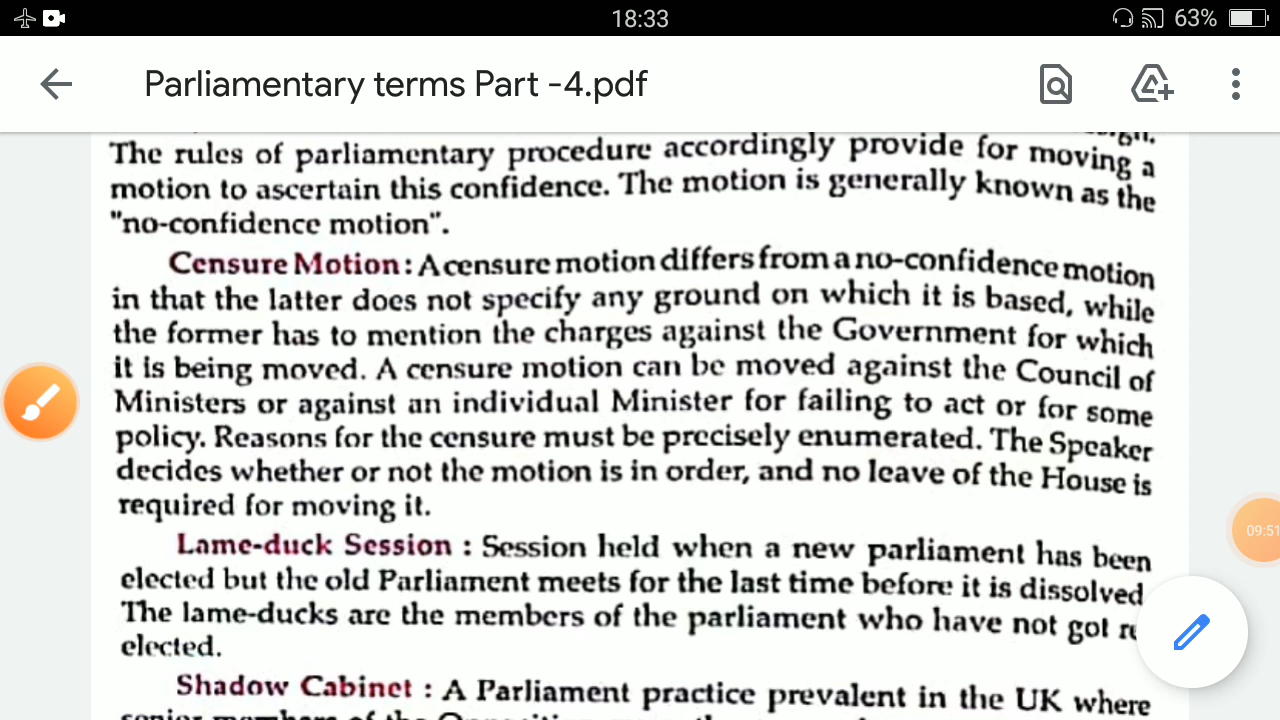 18:33
63%
Parliamentary terms Part -4.pdf
The rules of parliamentary procedure accordingly provide for moving a
motion to ascertain this confidence. The motion is generally known as the
"no-confidence motion".
Censure Motion : A censure motion differs from a no-confidence motion
in that the latter does not specify any ground on which it is based, while
the former has to mention the charges against the Government for which
it is being moved. A censure motion can be moved against the Council of
Ministers or against an individual Minister for failing to act or for some
policy. Reasons for the censure must be precisely enumerated. The Speaker
decides whether or not the motion is in order, and no leave of the House is
required for moving it.
09:51
Lame-duck Session : Session held when a new parliament has been
elected but the old Parliament meets for the last time before it is dissolved
The lame-ducks are the members of the parliament who have not got
elected.
Shadow Cabinet : A Parliament practice prevalent in the UK where
senior members of the